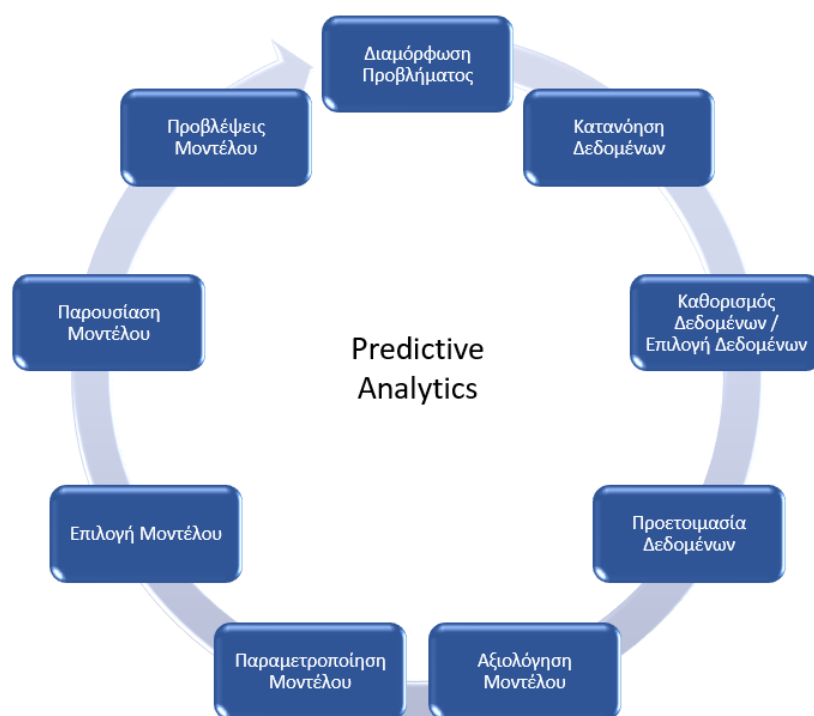 Διαμόρφωση
Προβλήματος
Κατανόηση
Δεδομένων
Καθορισμός
Δεδομένων /
Επιλογή Δεδομένων
Προετοιμασία
Δεδομένων
Αξιολόγηση
Μοντέλου
Παραμετροποίηση
Μοντέλου
Επιλογή Μοντέλου
Παρουσίαση
Μοντέλου
Προβλέψεις
Μοντέλου
Predictive
Analytics